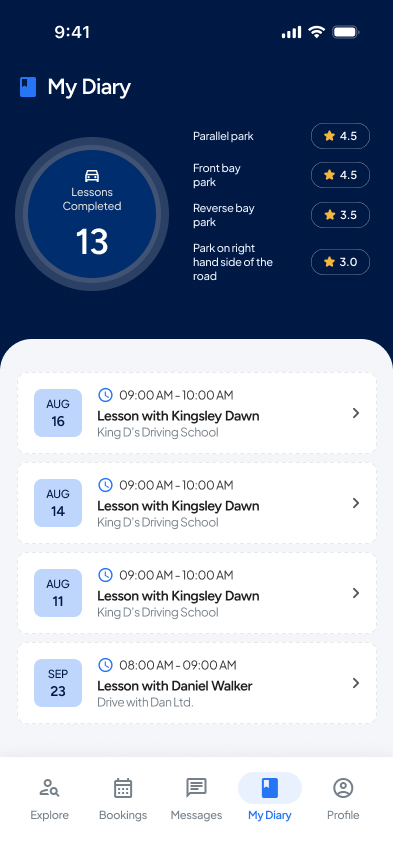 9:41
My Diary
Lessons
Completed
13
Parallel park
4.5
Front bay
park
4.5
Reverse bay
park
3.5
Park on right
hand side of the
road
3.0
AUG
16
09:00 AM - 10:00 AM
Lesson with Kingsley Dawn
King D's Driving School
AUG
14
09:00 AM - 10:00 AM
Lesson with Kingsley Dawn
King D's Driving School
AUG
11
09:00 AM - 10:00 AM
Lesson with Kingsley Dawn
King D's Driving School
SEP
23
08:00 AM - 09:00 AM
Lesson with Daniel Walker
Drive with Dan Ltd.
Explore
Bookings
Messages
My Diary
Profile